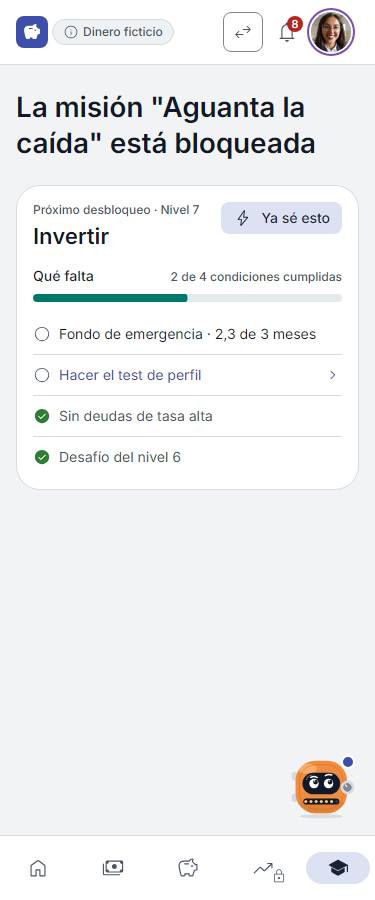 Dinero ficticio
8
La misión "Aguanta la
caída" está bloqueada
Próximo desbloqueo · Nivel 7
Ya sé esto
Invertir
Qué falta
2 de 4 condiciones cumplidas
Fondo de emergencia · 2,3 de 3 meses
Hacer el test de perfil
Sin deudas de tasa alta
Desafío del nivel 6